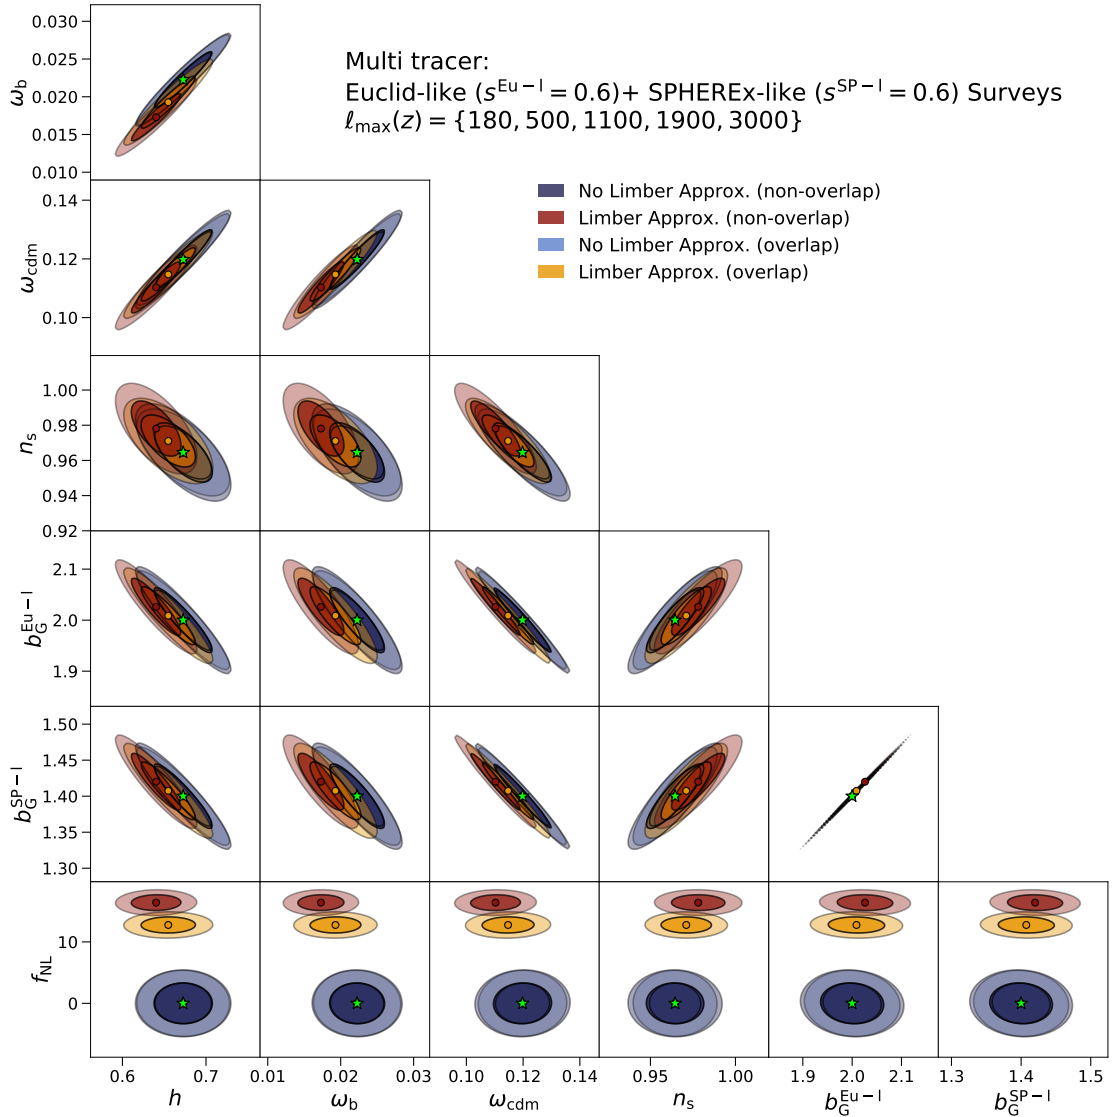 Multi tracer:
Euclid-like (s^Eu−l = 0.6)+ SPHEREx-like (s^SP−l = 0.6) Surveys
ℓ_max(z) = {180, 500, 1100, 1900, 3000}
No Limber Approx. (non-overlap)
Limber Approx. (non-overlap)
No Limber Approx. (overlap)
Limber Approx. (overlap)
ω_b
0.030
0.025
0.020
0.015
0.010
ω_cdm
0.14
0.12
0.10
n_s
1.00
0.98
0.96
0.94
0.92
b_G^Eu−l
2.1
2.0
1.9
b_G^SP−l
1.50
1.45
1.40
1.35
1.30
f_NL
10
0
0.6 0.7
h
0.01 0.02 0.03
ω_b
0.10 0.12 0.14
ω_cdm
0.95 1.00
n_s
1.9 2.0 2.1
b_G^Eu−l
1.3 1.4 1.5
b_G^SP−l